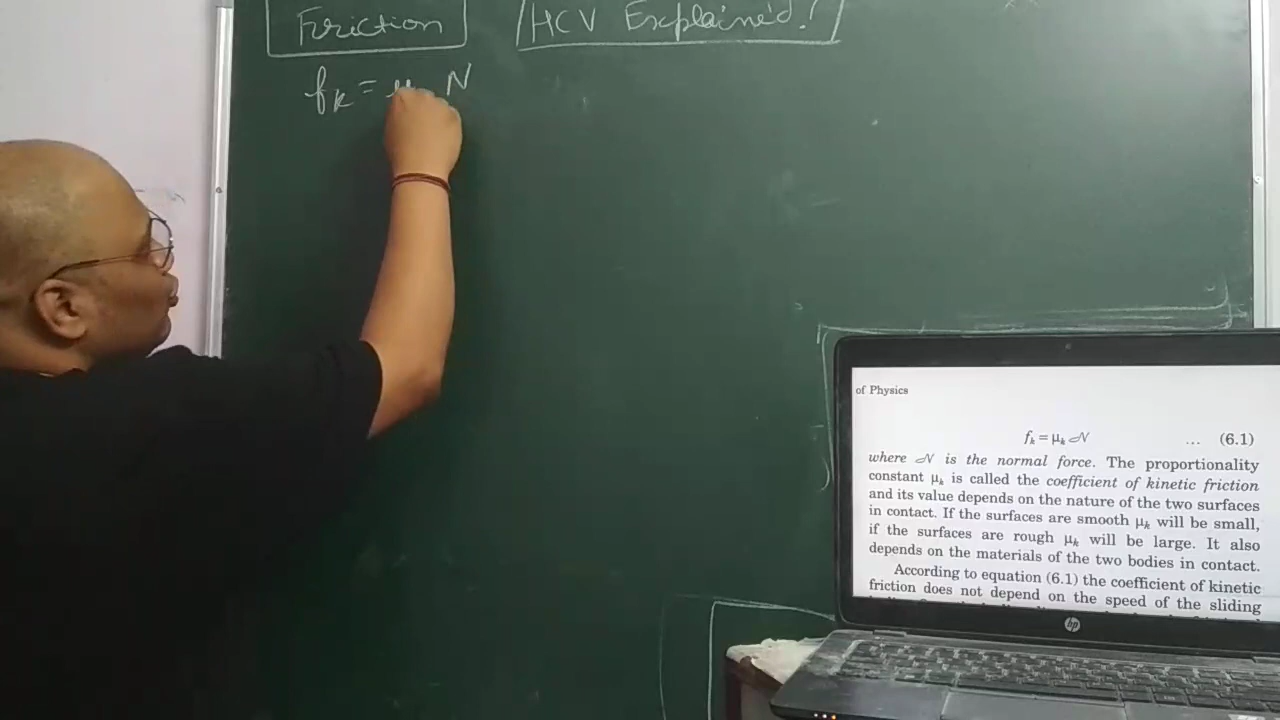 Friction
HCV Explained!
fk = μ N
of Physics
fₖ = μₖ 𝒩 ... (6.1)
where 𝒩 is the normal force. The proportionality
constant μₖ is called the coefficient of kinetic friction
and its value depends on the nature of the two surfaces
in contact. If the surfaces are smooth μₖ will be small,
if the surfaces are rough μₖ will be large. It also
depends on the materials of the two bodies in contact.
According to equation (6.1) the coefficient of kinetic
friction does not depend on the speed of the sliding
hp